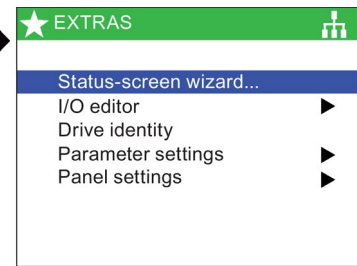 EXTRAS
Status-screen wizard...
I/O editor
Drive identity
Parameter settings
Panel settings